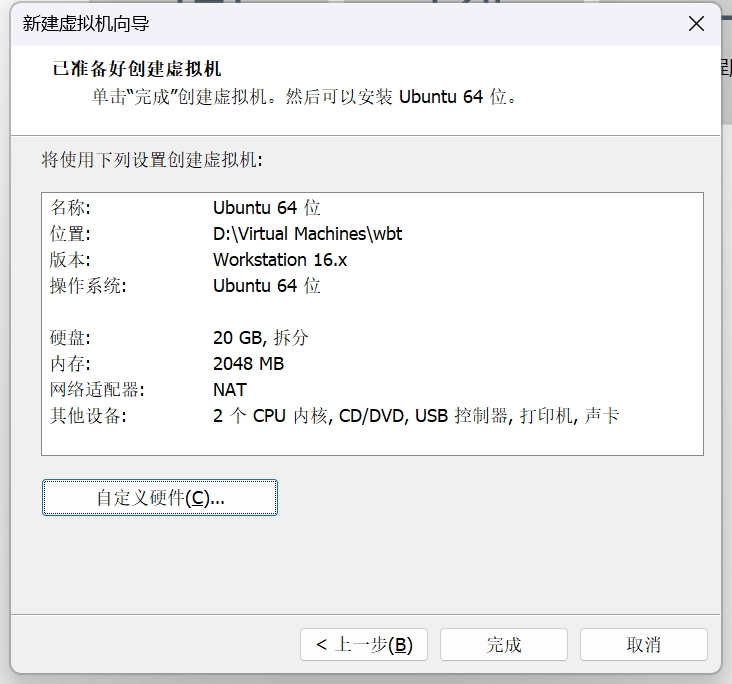 新建虚拟机向导
已准备好创建虚拟机
单击“完成”创建虚拟机。然后可以安装 Ubuntu 64 位。
将使用下列设置创建虚拟机:
名称: Ubuntu 64 位
位置: D:\Virtual Machines\wbt
版本: Workstation 16.x
操作系统: Ubuntu 64 位
硬盘: 20 GB, 拆分
内存: 2048 MB
网络适配器: NAT
其他设备: 2 个 CPU 内核, CD/DVD, USB 控制器, 打印机, 声卡
自定义硬件(C)...
< 上一步(B) 完成 取消